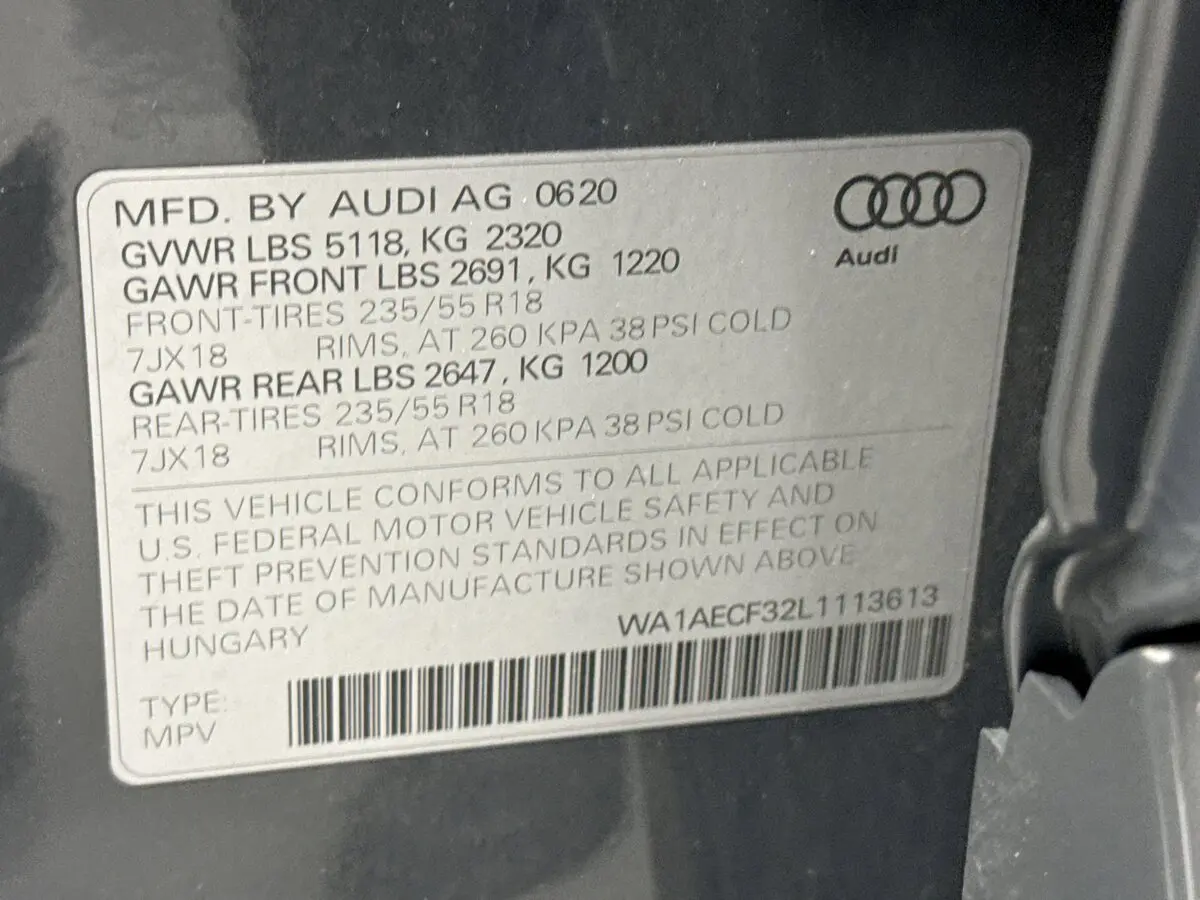 MFD. BY AUDI AG 0620
GVWR LBS 5118, KG 2320
GAWR FRONT LBS 2691, KG 1220
FRONT-TIRES 235/55 R18
7JX18 RIMS, AT 260 KPA 38 PSI COLD
GAWR REAR LBS 2647, KG 1200
REAR-TIRES 235/55 R18
7JX18 RIMS, AT 260 KPA 38 PSI COLD
Audi
THIS VEHICLE CONFORMS TO ALL APPLICABLE
U.S. FEDERAL MOTOR VEHICLE SAFETY AND
THEFT PREVENTION STANDARDS IN EFFECT ON
THE DATE OF MANUFACTURE SHOWN ABOVE
HUNGARY
WA1AECF32L1113613
TYPE:
MPV